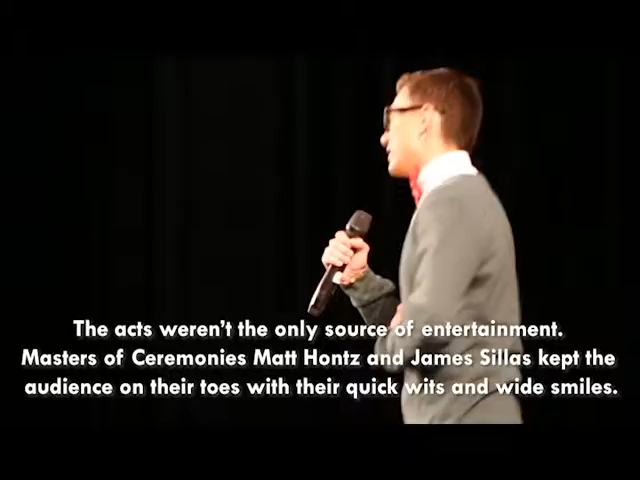 The acts weren't the only source of entertainment.
Masters of Ceremonies Matt Hontz and James Sillas kept the
audience on their toes with their quick wits and wide smiles.